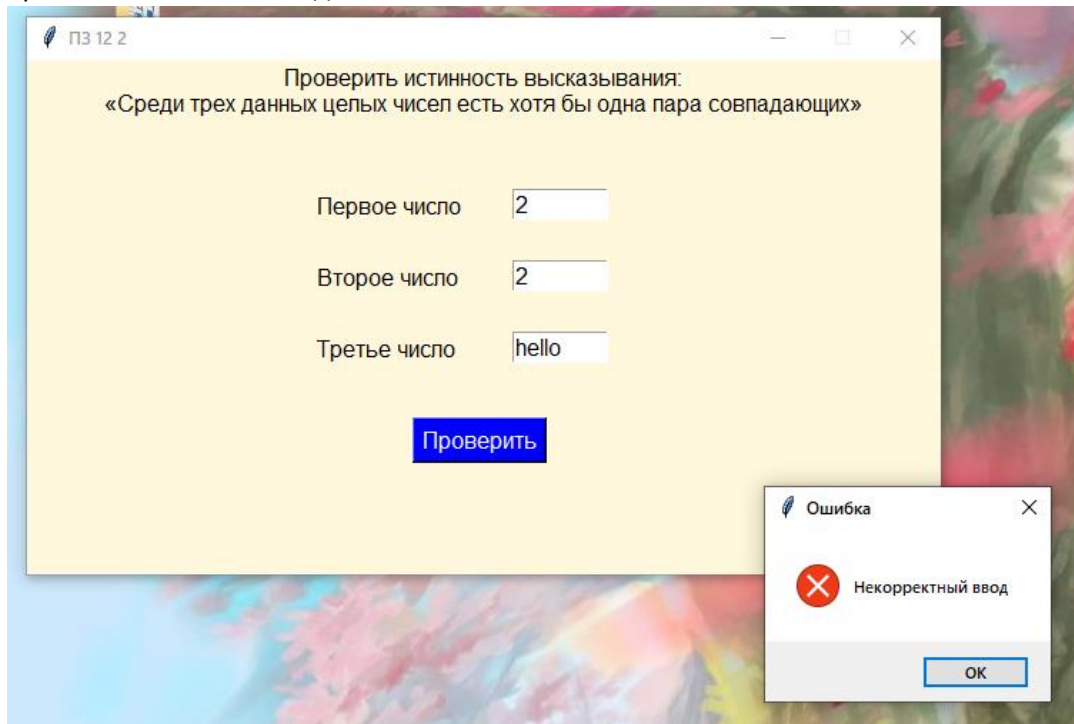 ПЗ 12 2
Проверить истинность высказывания:
«Среди трех данных целых чисел есть хотя бы одна пара совпадающих»
Первое число 2
Второе число 2
Третье число hello
Проверить
Ошибка
Некорректный ввод
ОК